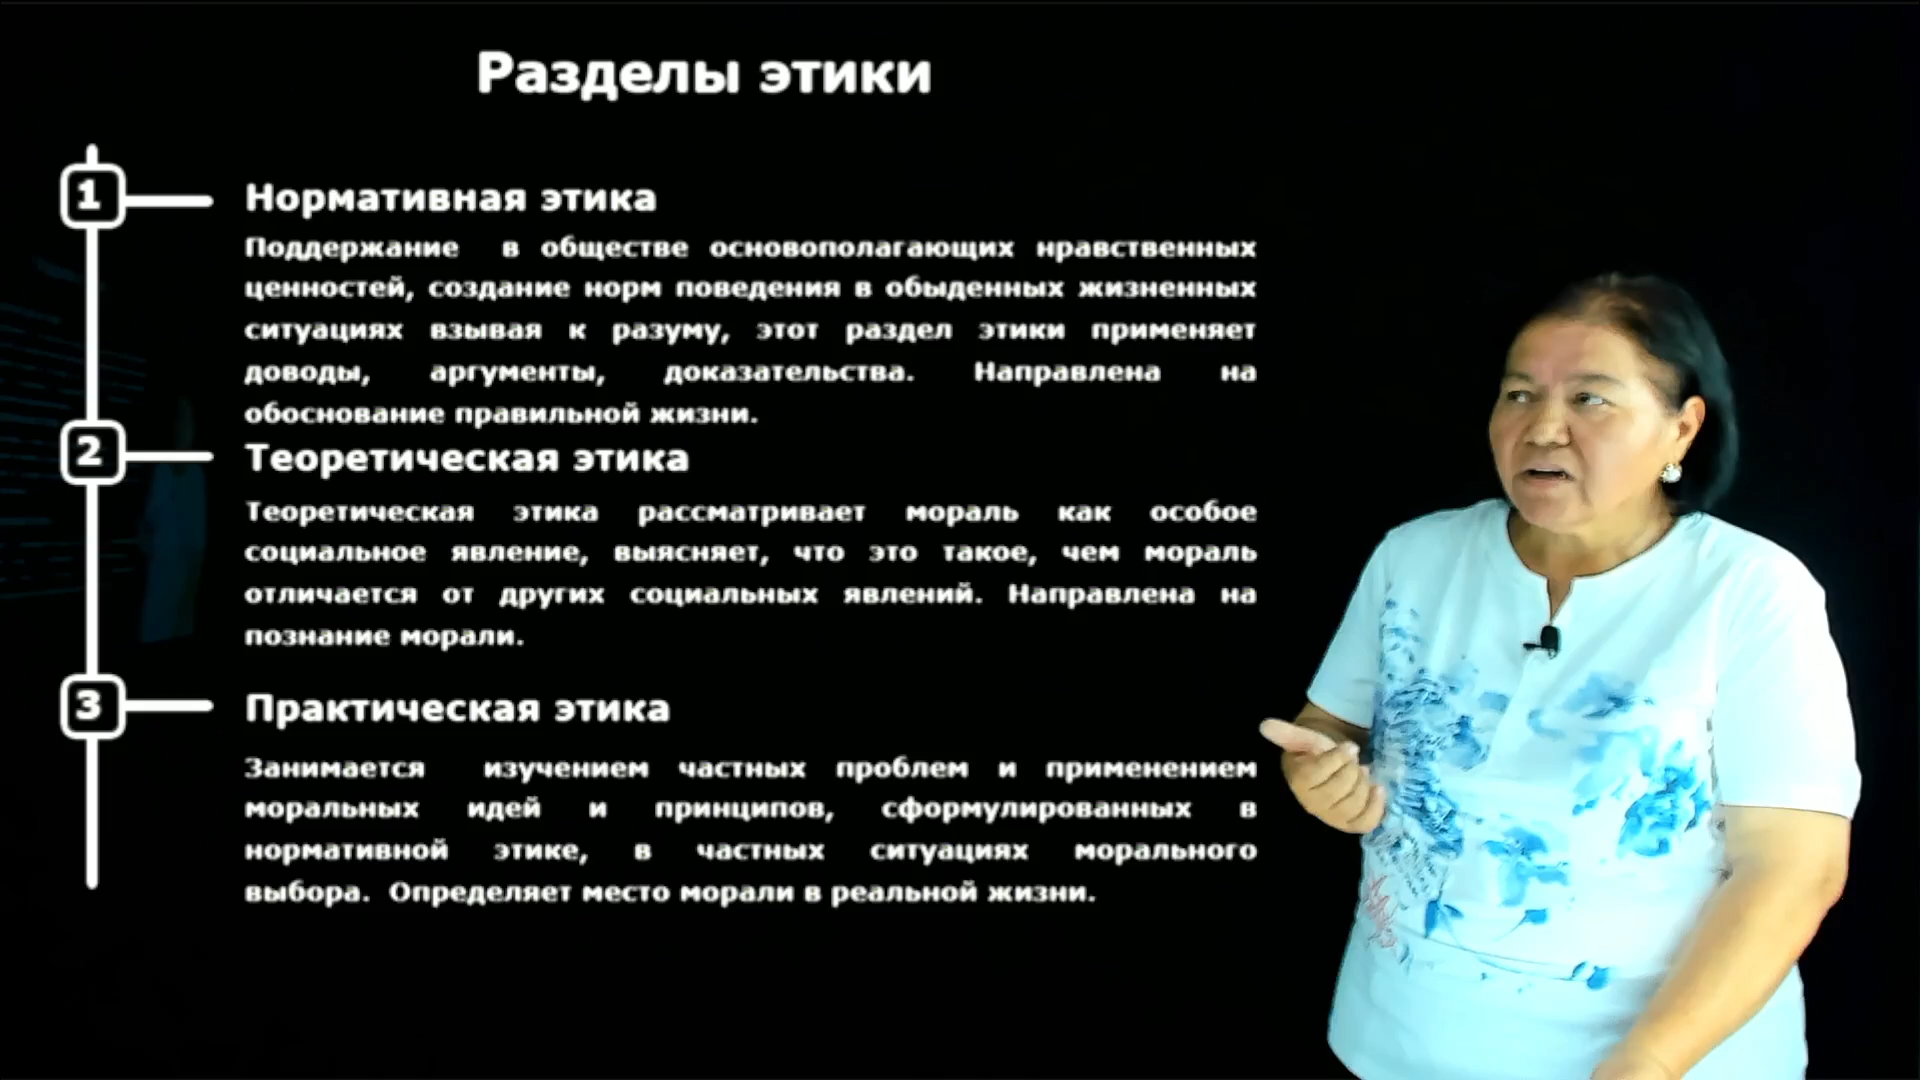 Разделы этики
1
Нормативная этика
Поддержание в обществе основополагающих нравственных
ценностей, создание норм поведения в обыденных жизненных
ситуациях взывая к разуму, этот раздел этики применяет
доводы, аргументы, доказательства. Направлена на
обоснование правильной жизни.
2
Теоретическая этика
Теоретическая этика рассматривает мораль как особое
социальное явление, выясняет, что это такое, чем мораль
отличается от других социальных явлений. Направлена на
познание морали.
3
Практическая этика
Занимается изучением частных проблем и применением
моральных идей и принципов, сформулированных в
нормативной этике, в частных ситуациях морального
выбора. Определяет место морали в реальной жизни.